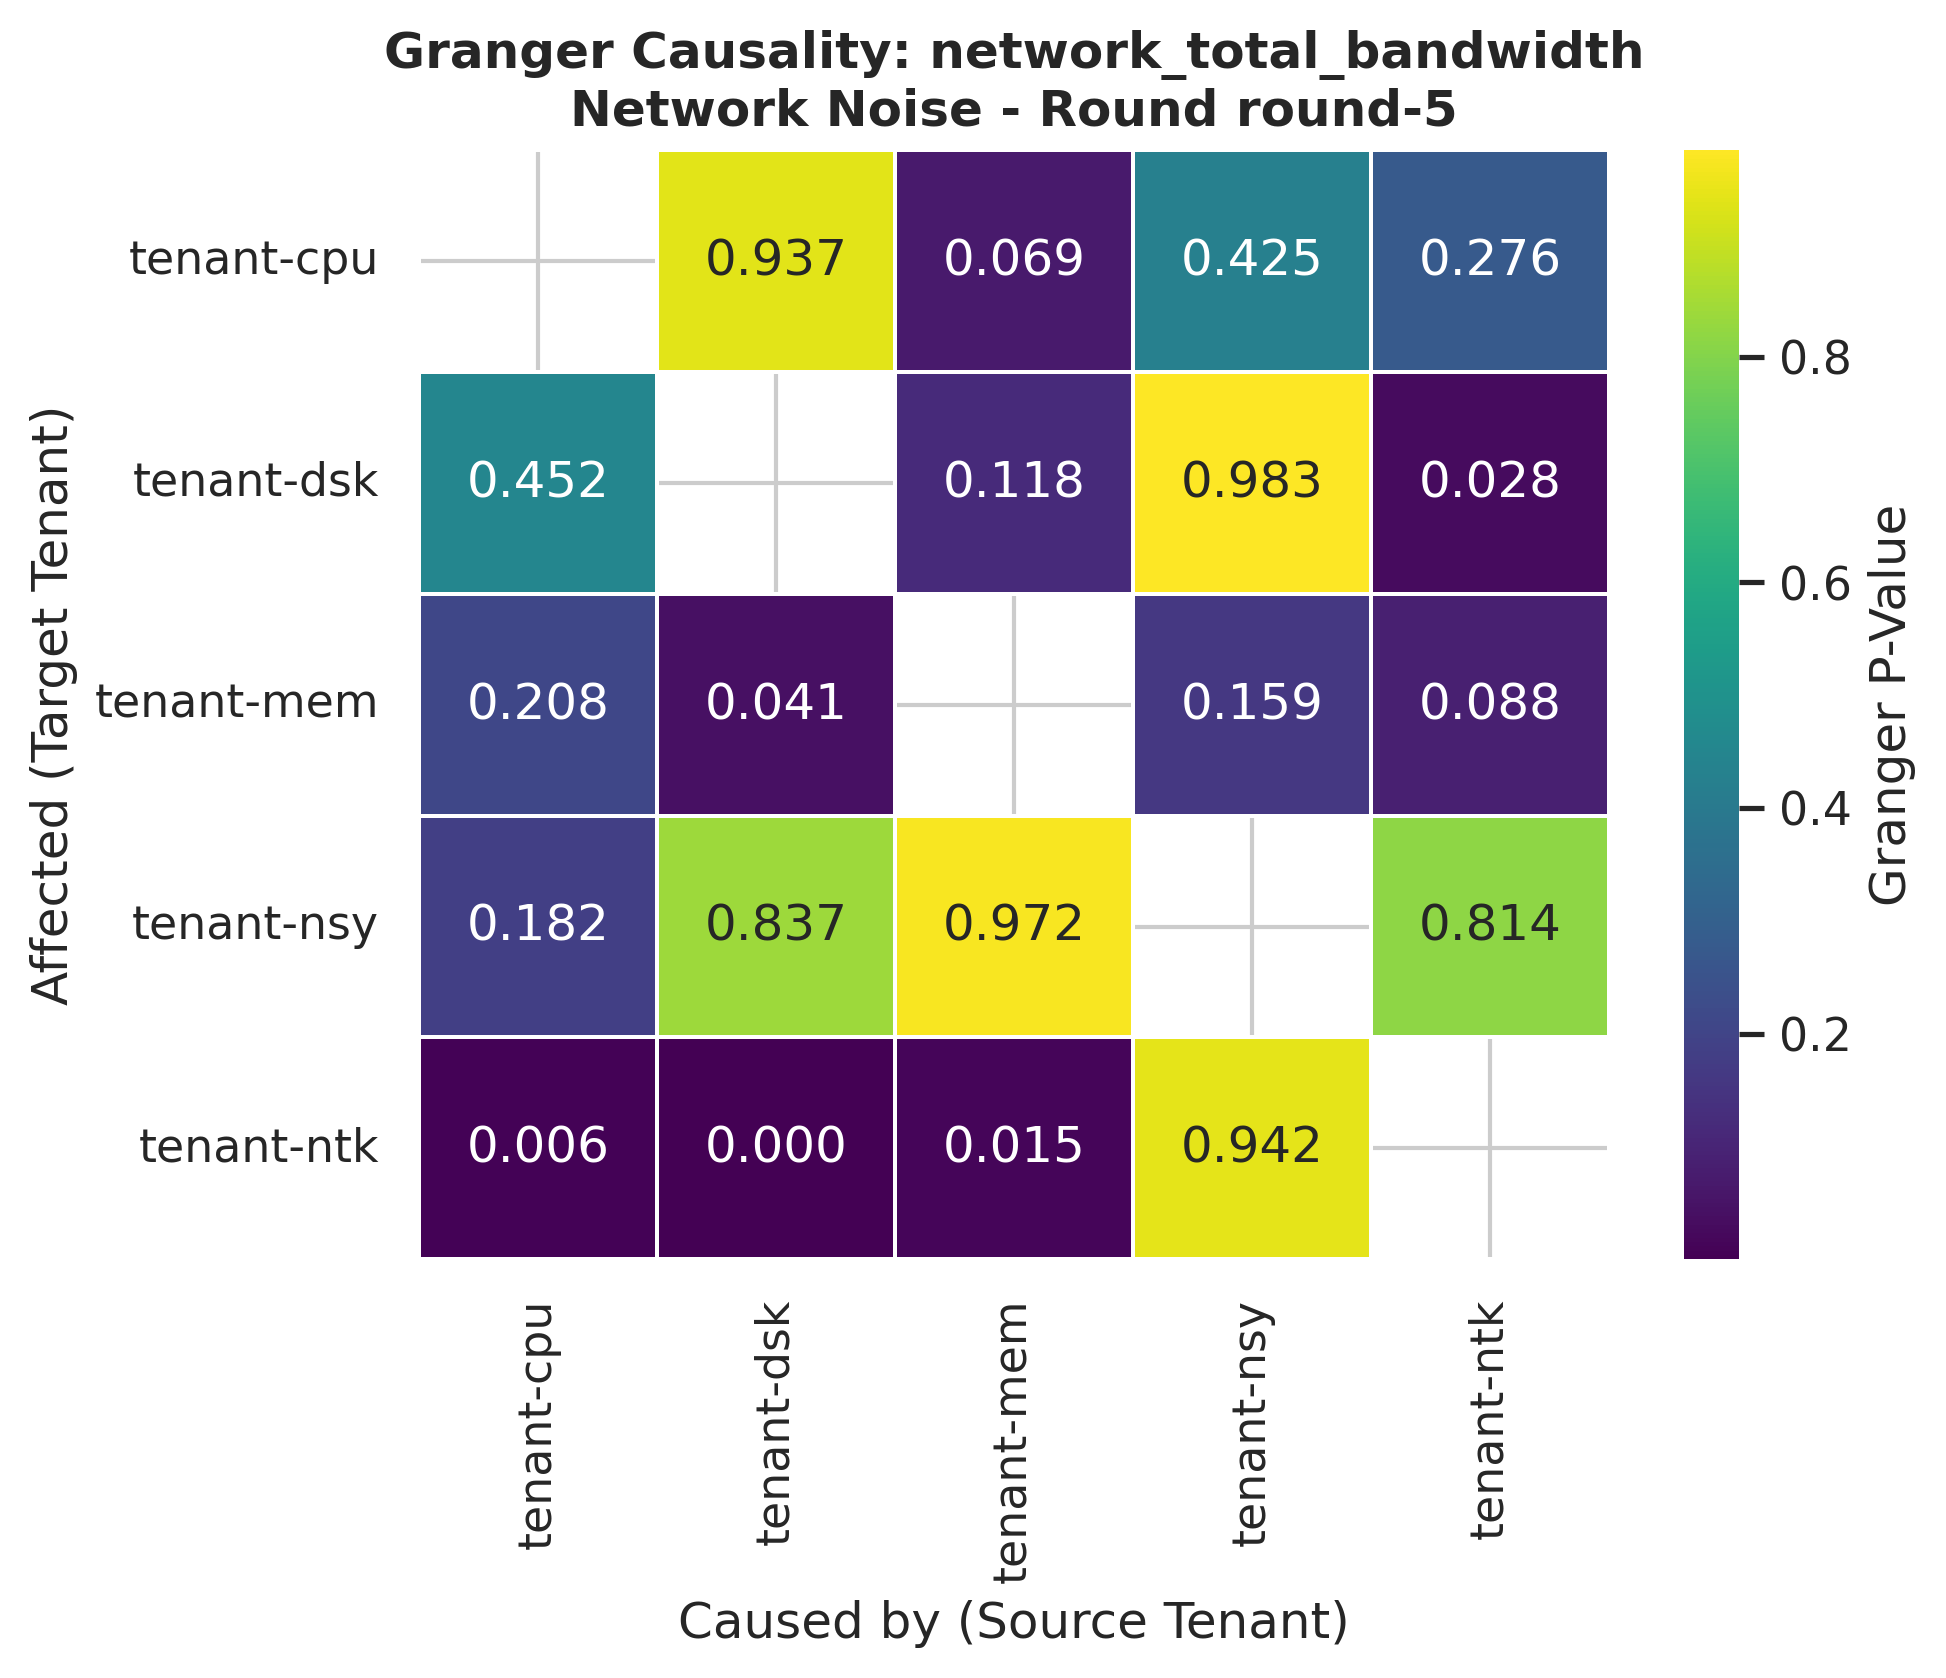 Granger Causality: network_total_bandwidth
Network Noise - Round round-5
Affected (Target Tenant)
tenant-cpu 0.937 0.069 0.425 0.276
tenant-dsk 0.452 0.118 0.983 0.028
tenant-mem 0.208 0.041 0.159 0.088
tenant-nsy 0.182 0.837 0.972 0.814
tenant-ntk 0.006 0.000 0.015 0.942
tenant-cpu tenant-dsk tenant-mem tenant-nsy tenant-ntk
Caused by (Source Tenant)
0.8
0.6
0.4
0.2
Granger P-Value